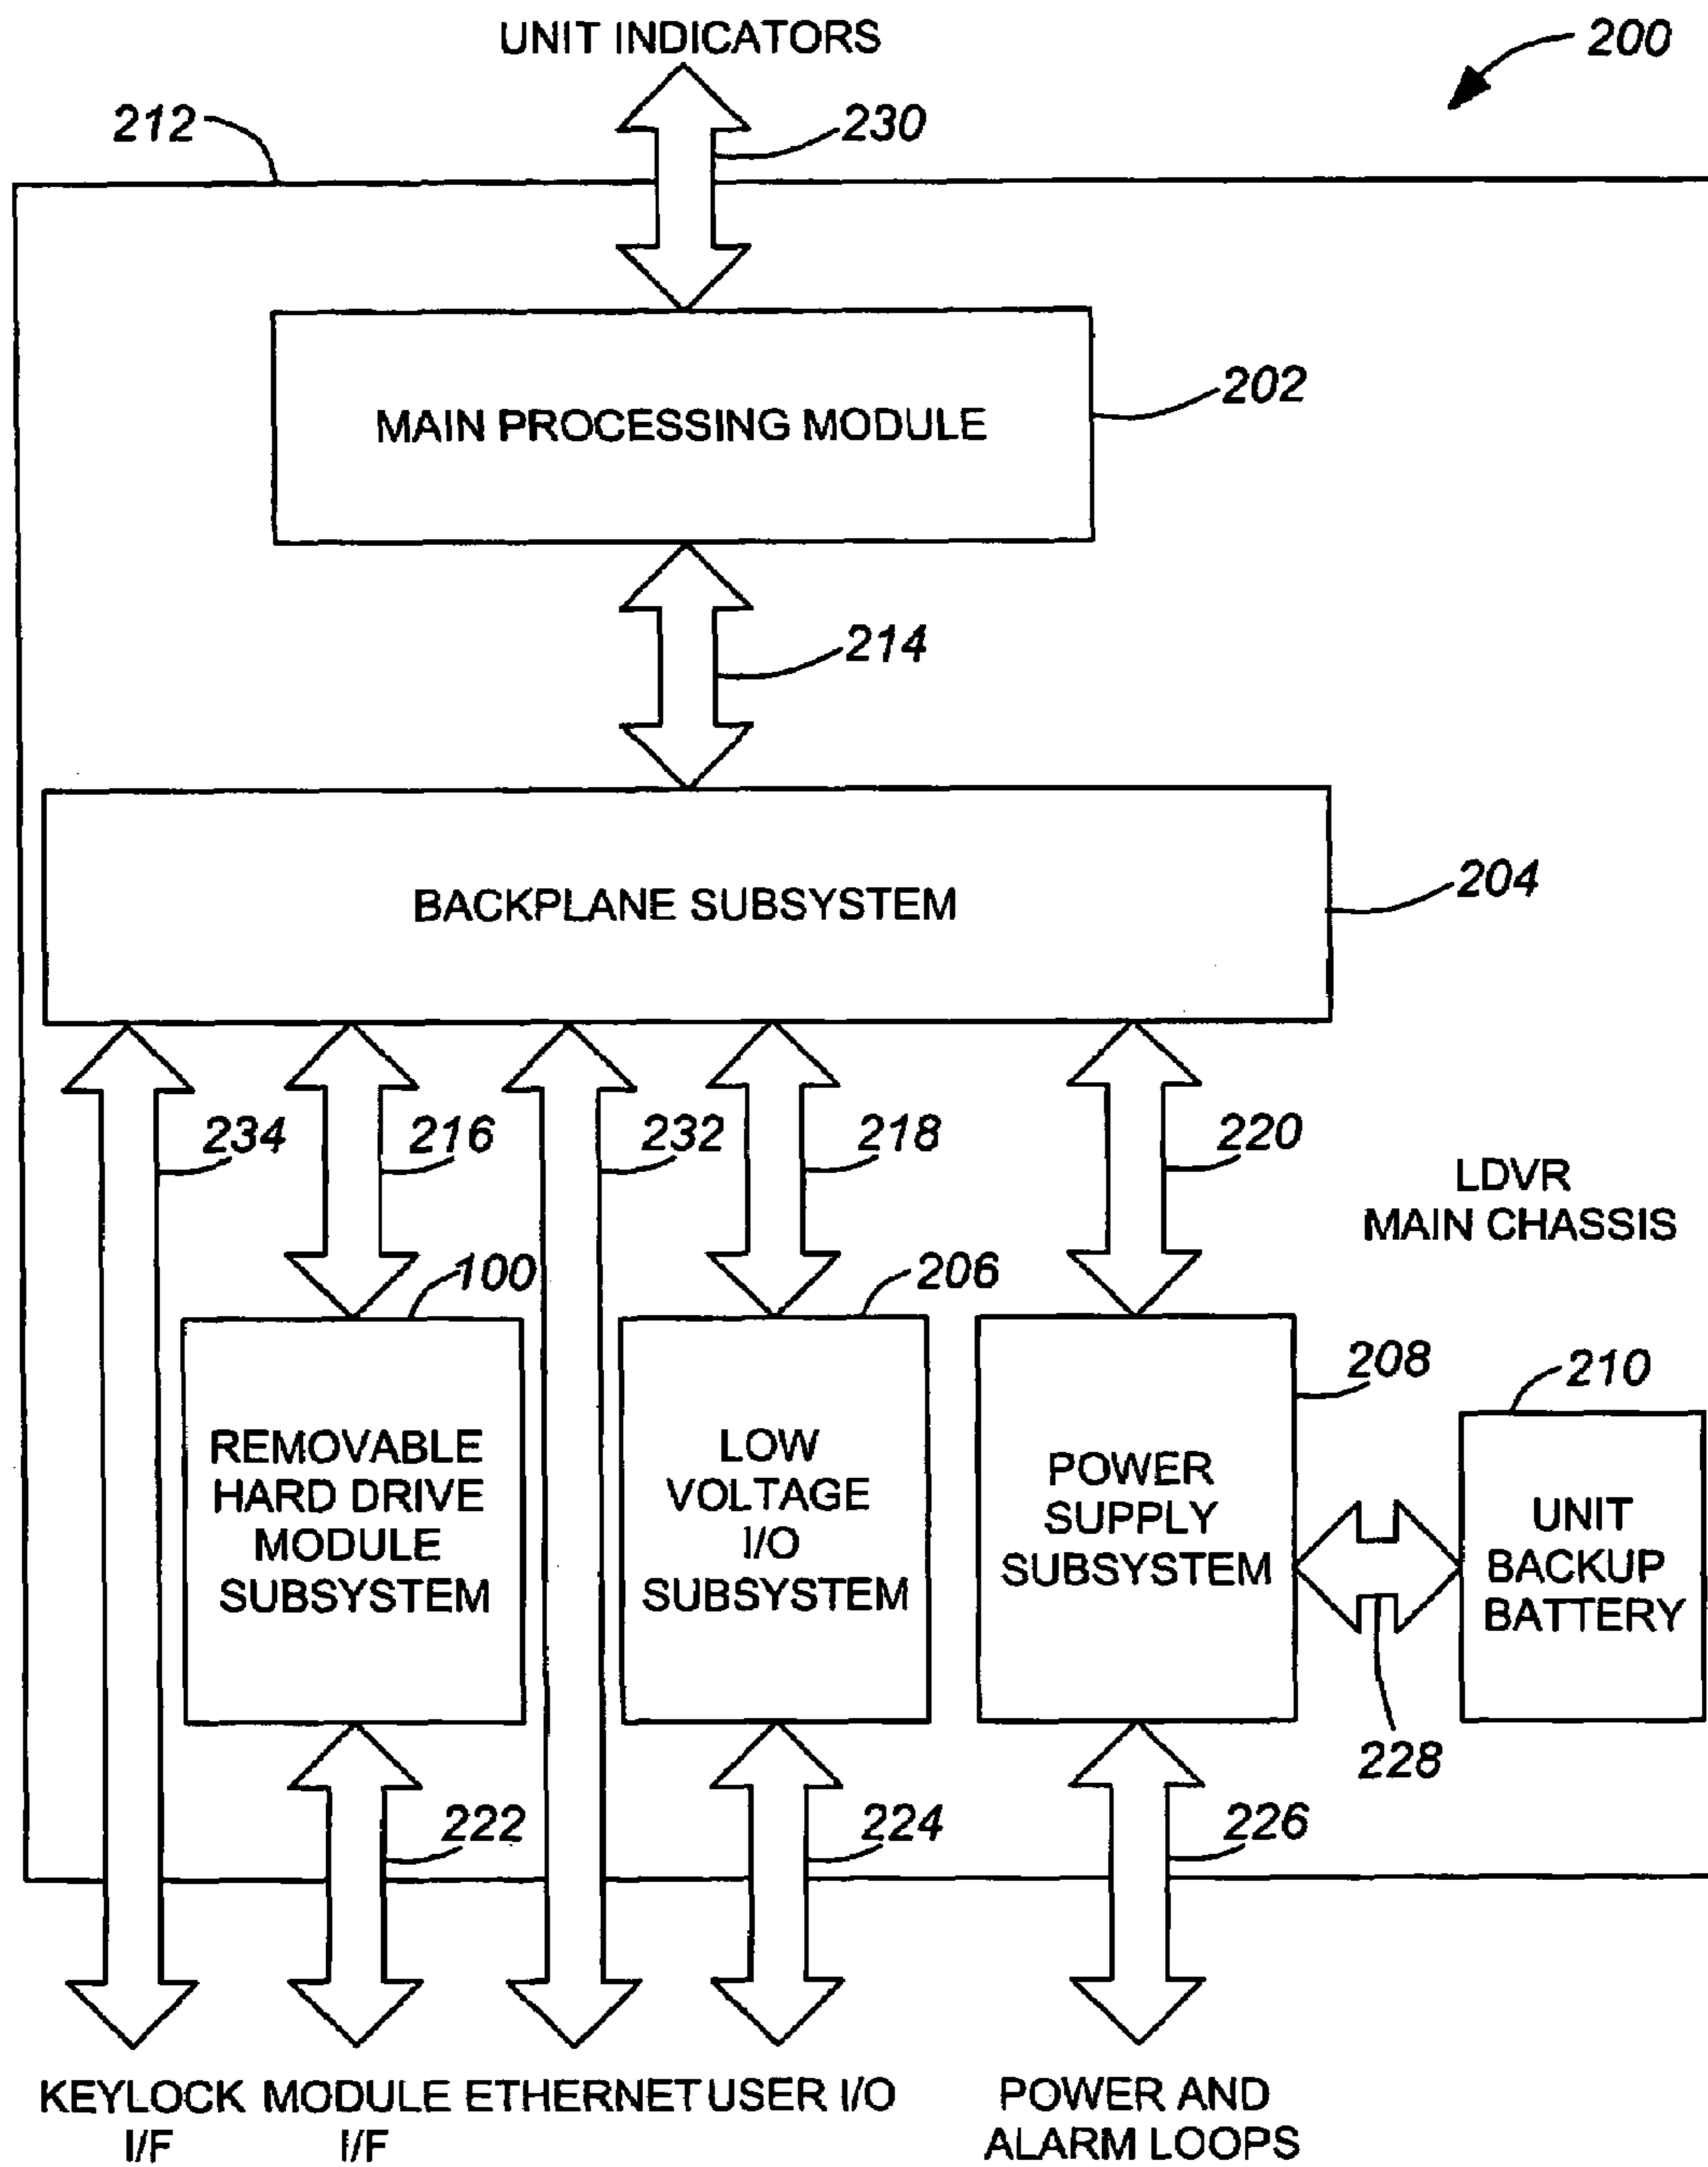 UNIT INDICATORS
200
212
230
MAIN PROCESSING MODULE
202
214
BACKPLANE SUBSYSTEM
204
234
216
232
218
220
LDVR
MAIN CHASSIS
100
206
208
210
REMOVABLE
HARD DRIVE
MODULE
SUBSYSTEM
LOW
VOLTAGE
I/O
SUBSYSTEM
POWER
SUPPLY
SUBSYSTEM
UNIT
BACKUP
BATTERY
228
222
224
226
KEYLOCK
I/F
MODULE
I/F
ETHERNET
USER I/O
POWER AND
ALARM LOOPS